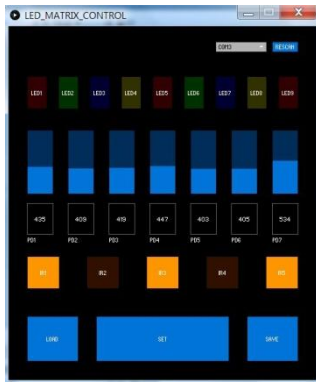 LED_MATRIX_CONTROL
COM3 RESCAN
LED1 LED2 LED3 LED4 LED5 LED6 LED7 LED8 LED9
435 409 419 447 403 405 534
PD1 PD2 PD3 PD4 PD5 PD6 PD7
IR1 IR2 IR3 IR4 IR5
LOAD SET SAVE